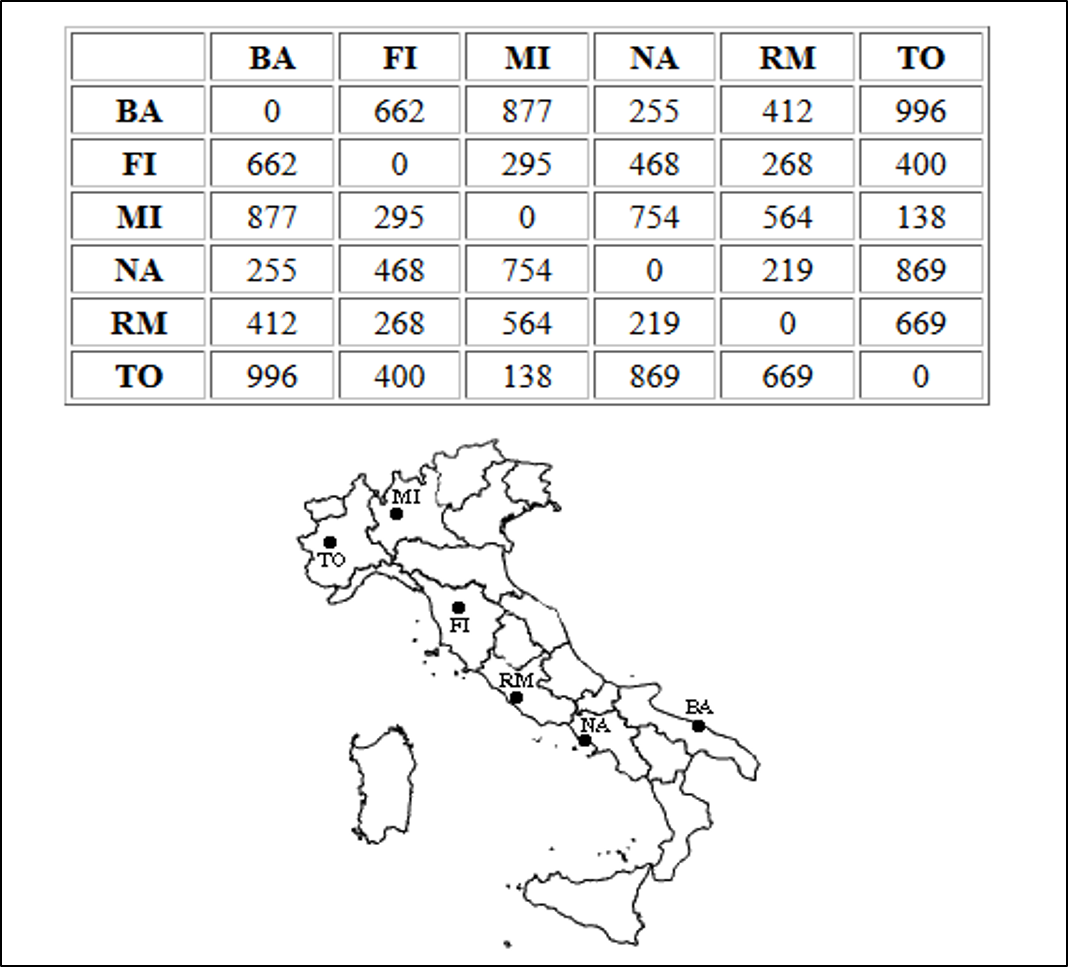 BA FI MI NA RM TO
BA 0 662 877 255 412 996
FI 662 0 295 468 268 400
MI 877 295 0 754 564 138
NA 255 468 754 0 219 869
RM 412 268 564 219 0 669
TO 996 400 138 869 669 0
MI
TO
FI
RM
BA
NA